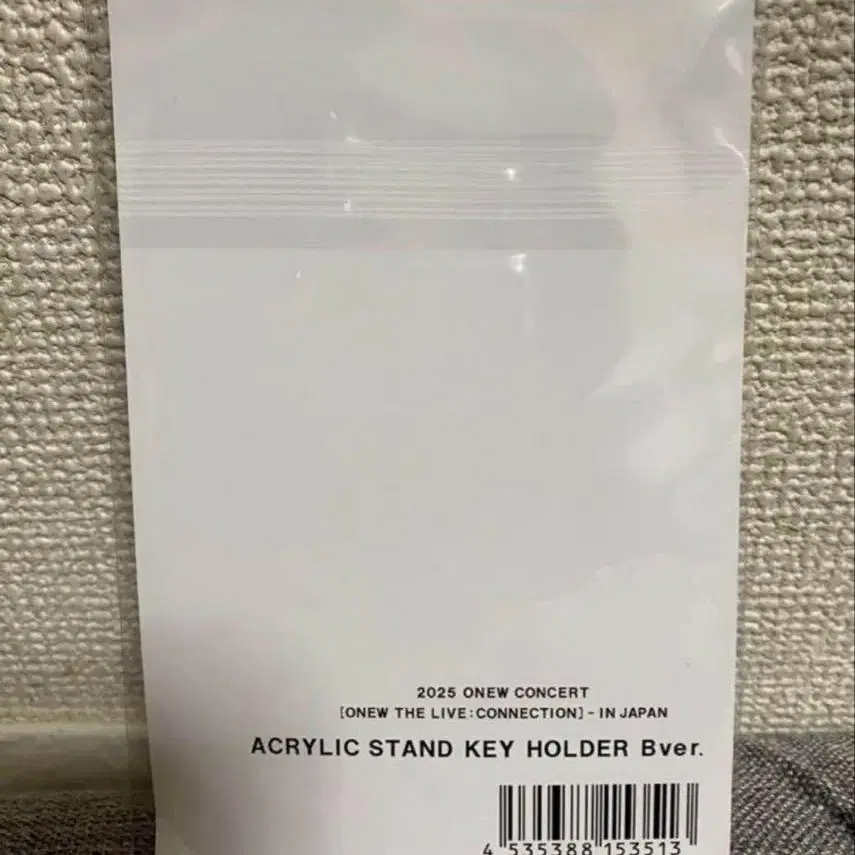 2025 ONEW CONCERT
[ONEW THE LIVE:CONNECTION] - IN JAPAN
ACRYLIC STAND KEY HOLDER Bver.
4 535388 153513